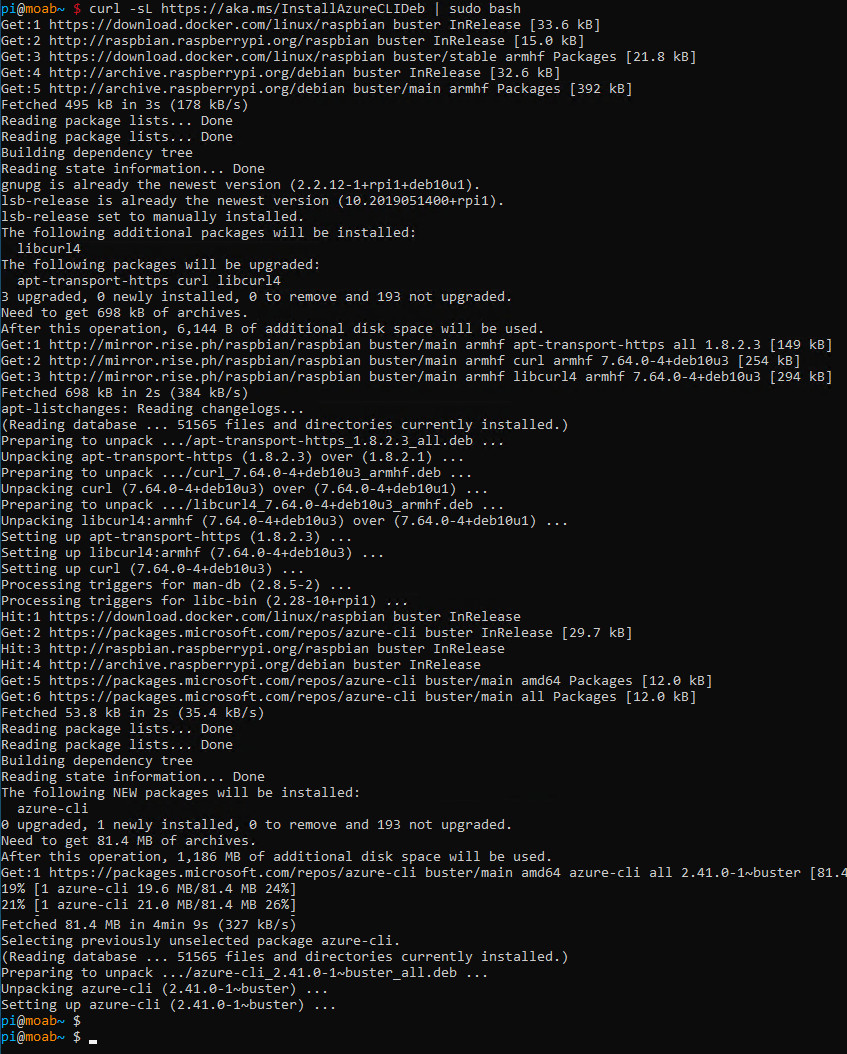 pi@moab~ $ curl -sL https://aka.ms/InstallAzureCLIDeb | sudo bash
Get:1 https://download.docker.com/linux/raspbian buster InRelease [33.6 kB]
Get:2 http://raspbian.raspberrypi.org/raspbian buster InRelease [15.0 kB]
Get:3 https://download.docker.com/linux/raspbian buster/stable armhf Packages [21.8 kB]
Get:4 http://archive.raspberrypi.org/debian buster InRelease [32.6 kB]
Get:5 http://archive.raspberrypi.org/debian buster/main armhf Packages [392 kB]
Fetched 495 kB in 3s (178 kB/s)
Reading package lists... Done
Reading package lists... Done
Building dependency tree
Reading state information... Done
gnupg is already the newest version (2.2.12-1+rpi1+deb10u1).
lsb-release is already the newest version (10.2019051400+rpi1).
lsb-release set to manually installed.
The following additional packages will be installed:
  libcurl4
The following packages will be upgraded:
  apt-transport-https curl libcurl4
3 upgraded, 0 newly installed, 0 to remove and 193 not upgraded.
Need to get 698 kB of archives.
After this operation, 6,144 B of additional disk space will be used.
Get:1 http://mirror.rise.ph/raspbian/raspbian buster/main armhf apt-transport-https all 1.8.2.3 [149 kB]
Get:2 http://mirror.rise.ph/raspbian/raspbian buster/main armhf curl armhf 7.64.0-4+deb10u3 [254 kB]
Get:3 http://mirror.rise.ph/raspbian/raspbian buster/main armhf libcurl4 armhf 7.64.0-4+deb10u3 [294 kB]
Fetched 698 kB in 2s (384 kB/s)
apt-listchanges: Reading changelogs...
(Reading database ... 51565 files and directories currently installed.)
Preparing to unpack .../apt-transport-https_1.8.2.3_all.deb ...
Unpacking apt-transport-https (1.8.2.3) over (1.8.2.1) ...
Preparing to unpack .../curl_7.64.0-4+deb10u3_armhf.deb ...
Unpacking curl (7.64.0-4+deb10u3) over (7.64.0-4+deb10u1) ...
Preparing to unpack .../libcurl4_7.64.0-4+deb10u3_armhf.deb ...
Unpacking libcurl4:armhf (7.64.0-4+deb10u3) over (7.64.0-4+deb10u1) ...
Setting up apt-transport-https (1.8.2.3) ...
Setting up libcurl4:armhf (7.64.0-4+deb10u3) ...
Setting up curl (7.64.0-4+deb10u3) ...
Processing triggers for man-db (2.8.5-2) ...
Processing triggers for libc-bin (2.28-10+rpi1) ...
Hit:1 https://download.docker.com/linux/raspbian buster InRelease
Get:2 https://packages.microsoft.com/repos/azure-cli buster InRelease [29.7 kB]
Hit:3 http://raspbian.raspberrypi.org/raspbian buster InRelease
Hit:4 http://archive.raspberrypi.org/debian buster InRelease
Get:5 https://packages.microsoft.com/repos/azure-cli buster/main amd64 Packages [12.0 kB]
Get:6 https://packages.microsoft.com/repos/azure-cli buster/main all Packages [12.0 kB]
Fetched 53.8 kB in 2s (35.4 kB/s)
Reading package lists... Done
Reading package lists... Done
Building dependency tree
Reading state information... Done
The following NEW packages will be installed:
  azure-cli
0 upgraded, 1 newly installed, 0 to remove and 193 not upgraded.
Need to get 81.4 MB of archives.
After this operation, 1,186 MB of additional disk space will be used.
Get:1 https://packages.microsoft.com/repos/azure-cli buster/main amd64 azure-cli all 2.41.0-1~buster [81.4
19% [1 azure-cli 19.6 MB/81.4 MB 24%]
21% [1 azure-cli 21.0 MB/81.4 MB 26%]
Fetched 81.4 MB in 4min 9s (327 kB/s)
Selecting previously unselected package azure-cli.
(Reading database ... 51565 files and directories currently installed.)
Preparing to unpack .../azure-cli_2.41.0-1~buster_all.deb ...
Unpacking azure-cli (2.41.0-1~buster) ...
Setting up azure-cli (2.41.0-1~buster) ...
pi@moab~ $
pi@moab~ $